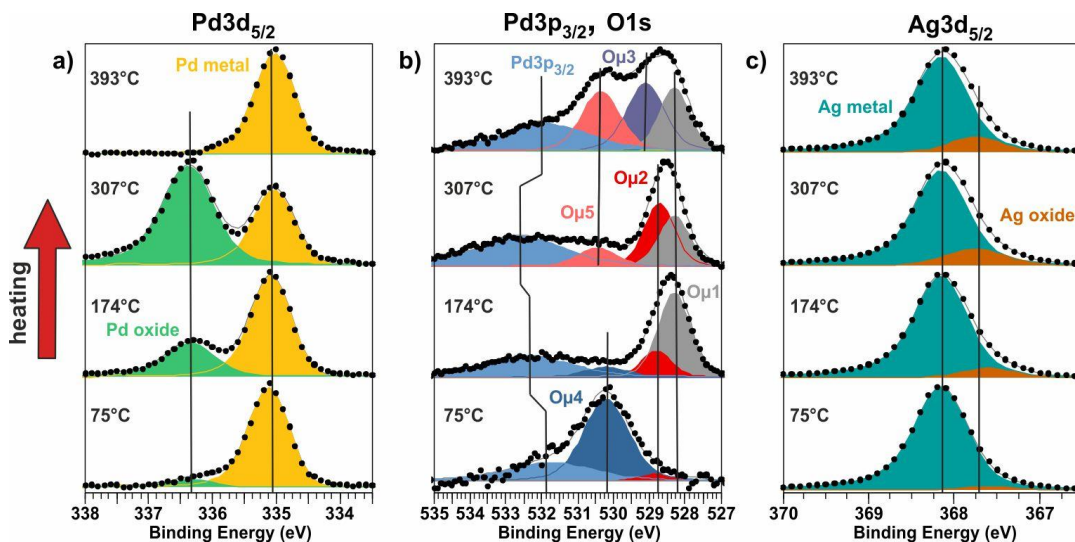 Pd3d5/2
Pd3p3/2, O1s
Ag3d5/2
a)
393°C
Pd metal
307°C
174°C
Pd oxide
75°C
heating
338 337 336 335 334
Binding Energy (eV)
b)
393°C
Pd3p3/2
Oμ3
307°C
Oμ2
Oμ5
174°C
Oμ1
75°C
Oμ4
535 534 533 532 531 530 529 528 527
Binding Energy (eV)
c)
393°C
Ag metal
307°C
Ag oxide
174°C
75°C
370 369 368 367
Binding Energy (eV)